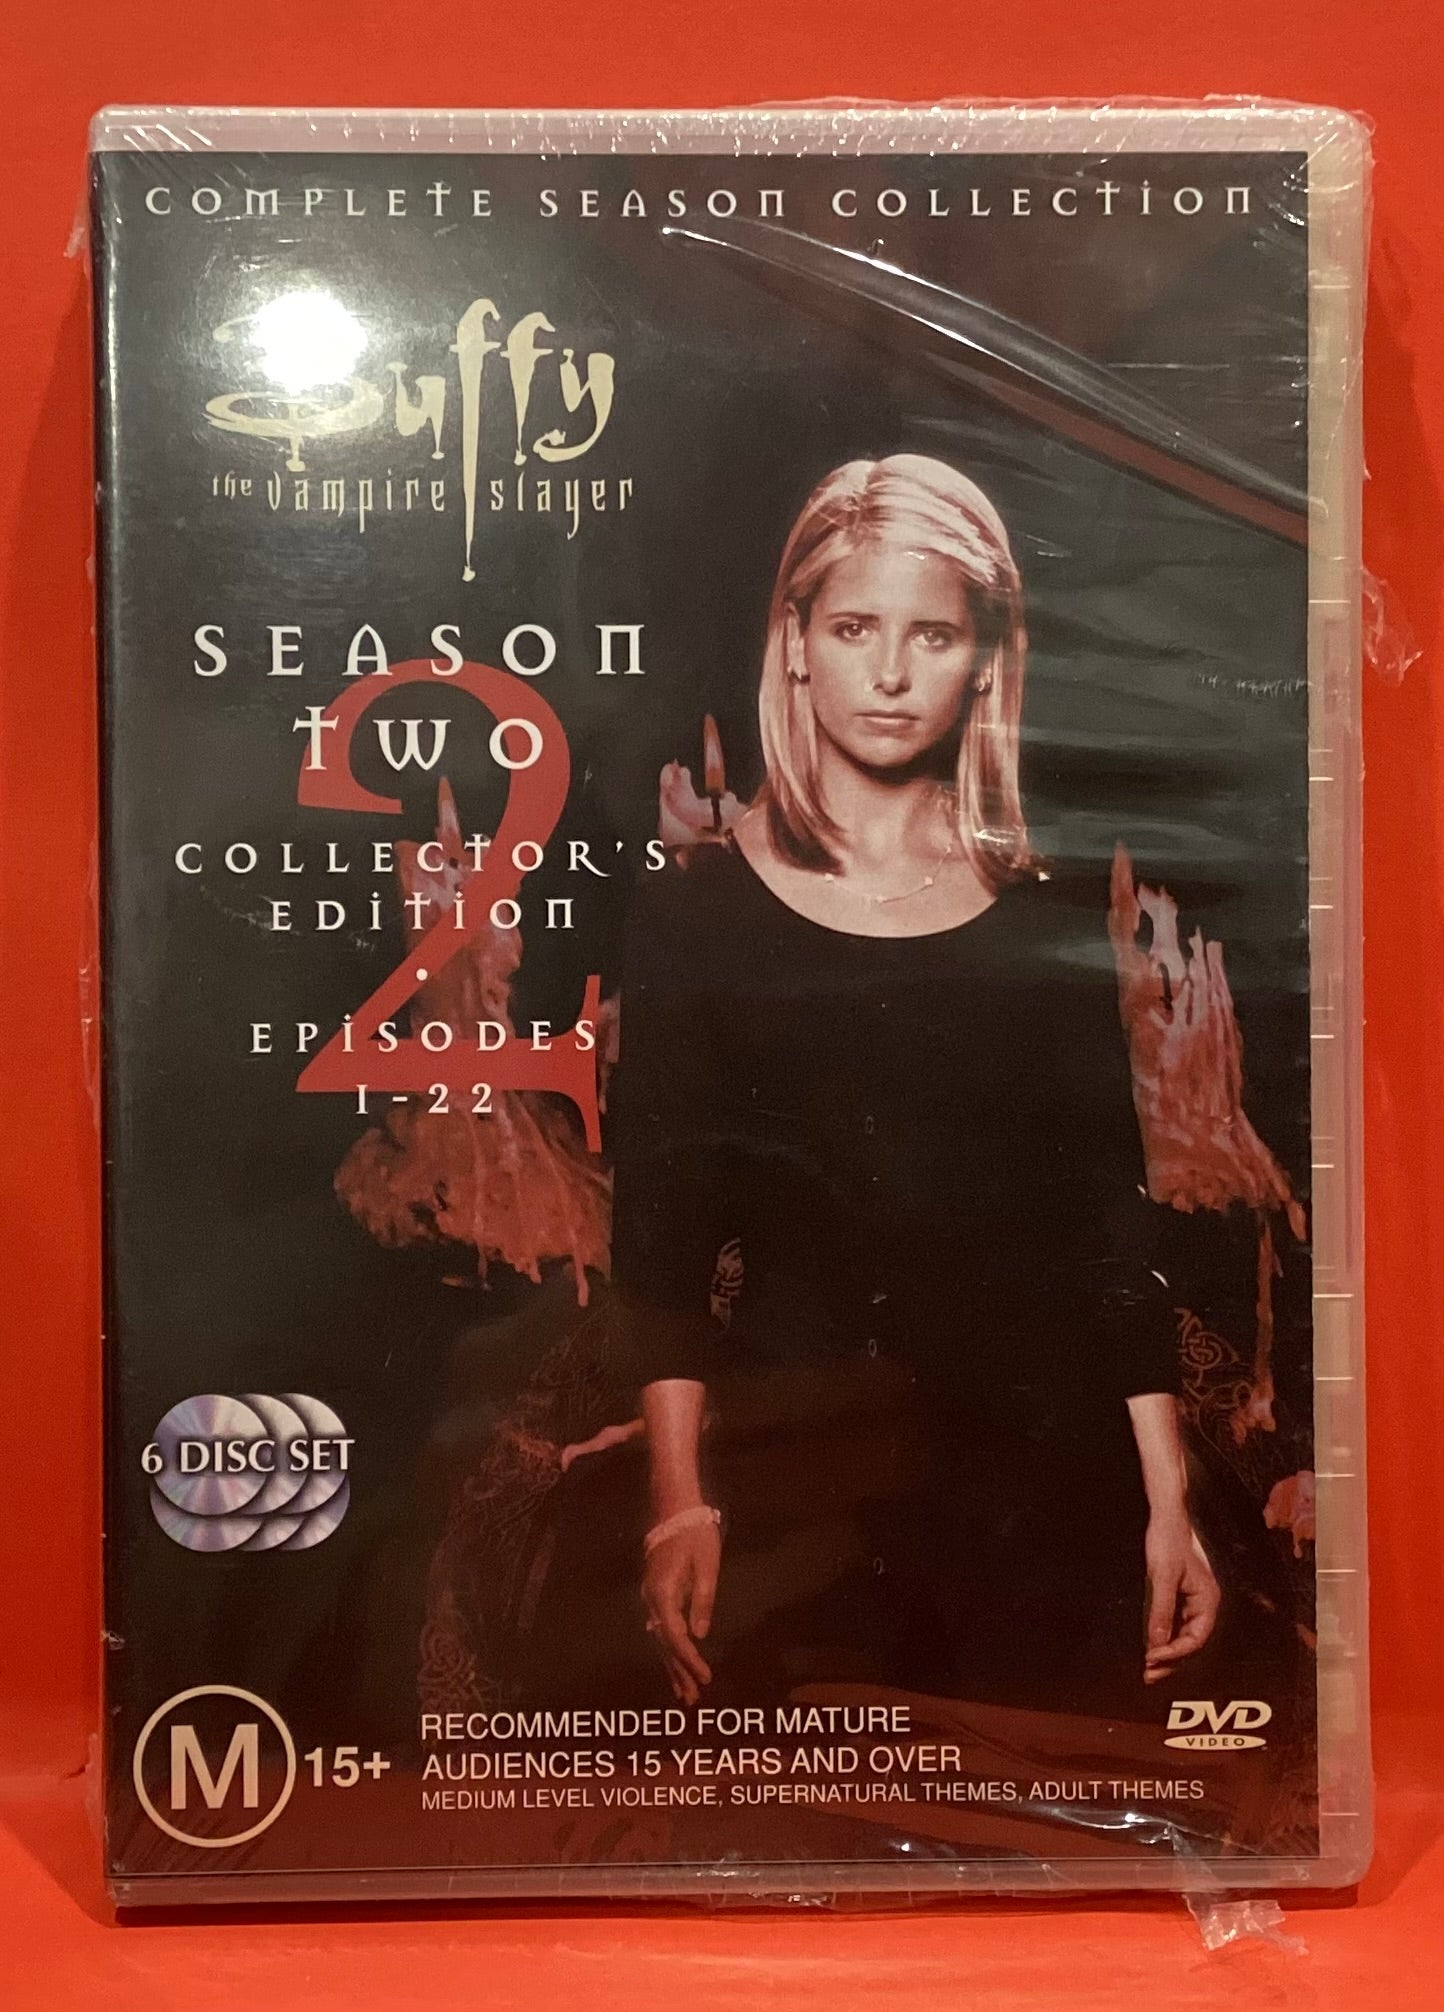 COMPLETE SEASON COLLECTION
Buffy
the vampire slayer
SEASON
TWO
2
COLLECTOR'S
EDITION
•
EPISODES
1-22
6 DISC SET
M 15+
RECOMMENDED FOR MATURE
AUDIENCES 15 YEARS AND OVER
MEDIUM LEVEL VIOLENCE, SUPERNATURAL THEMES, ADULT THEMES
DVD
VIDEO